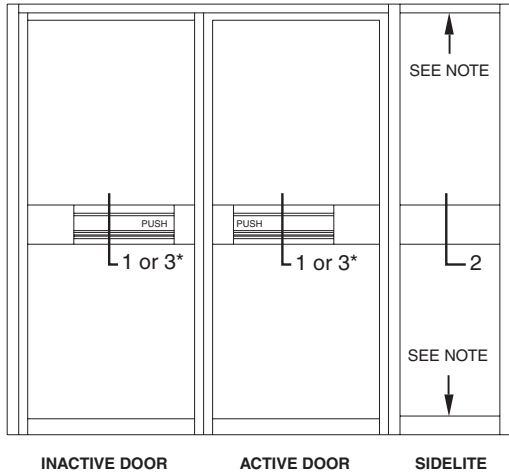 SEE NOTE
PUSH
PUSH
1 or 3*
1 or 3*
2
SEE NOTE
INACTIVE DOOR
ACTIVE DOOR
SIDELITE